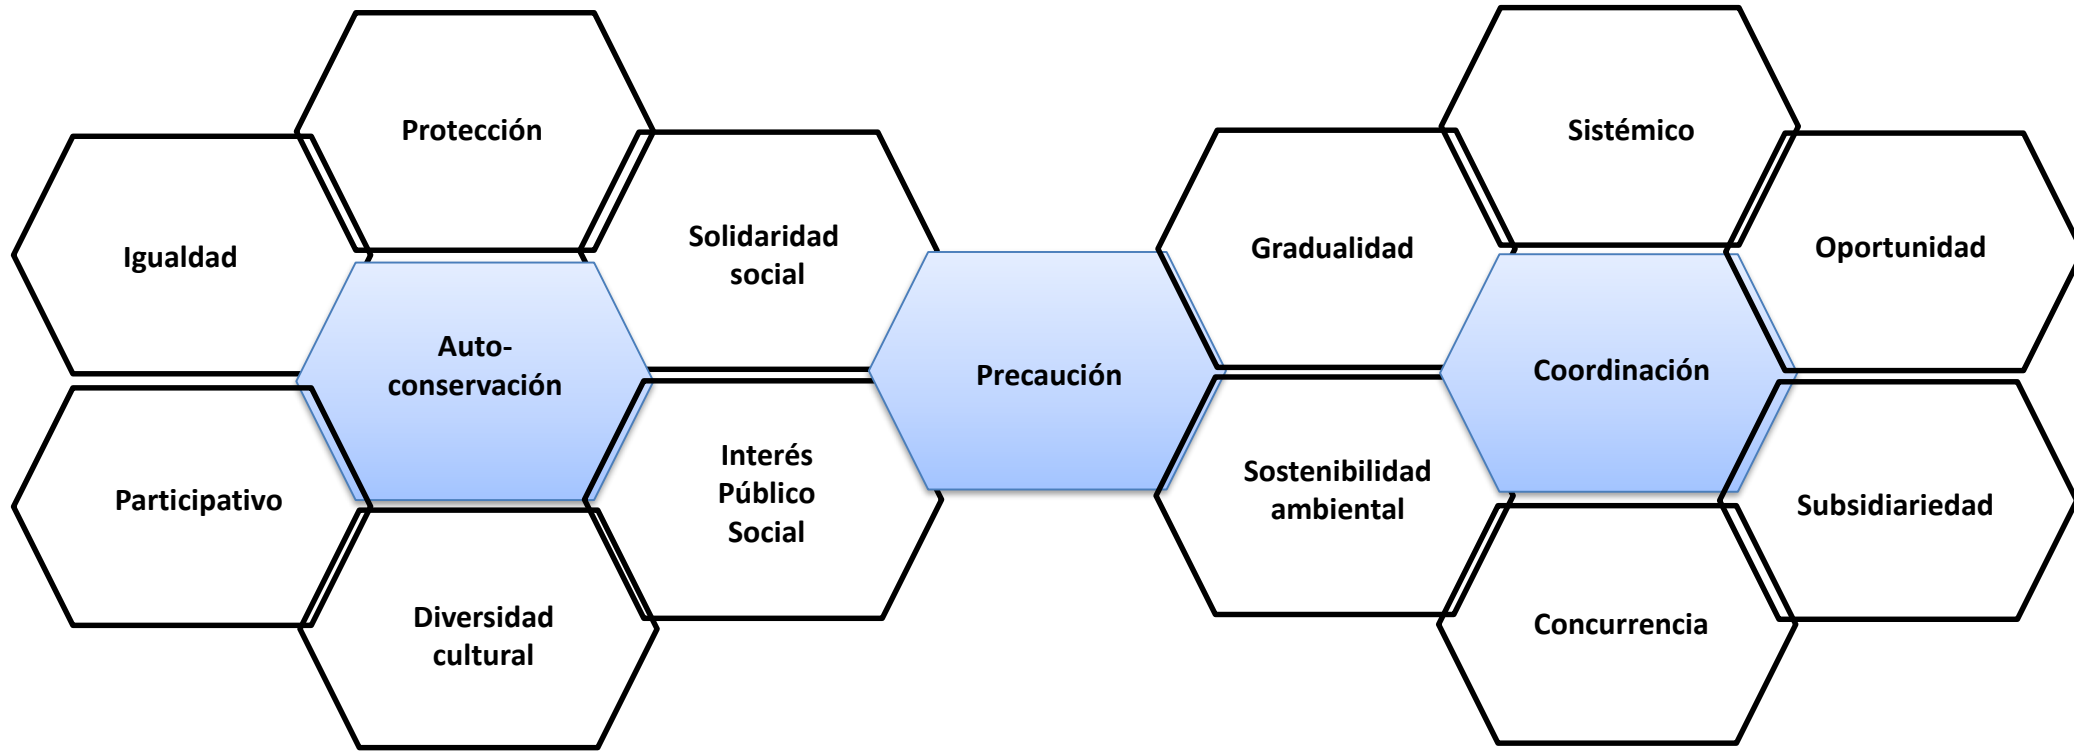 Protección
Igualdad
Solidaridad
social
Auto-
conservación
Participativo
Interés
Público
Social
Diversidad
cultural
Precaución
Sistémico
Gradualidad
Oportunidad
Coordinación
Sostenibilidad
ambiental
Subsidiariedad
Concurrencia